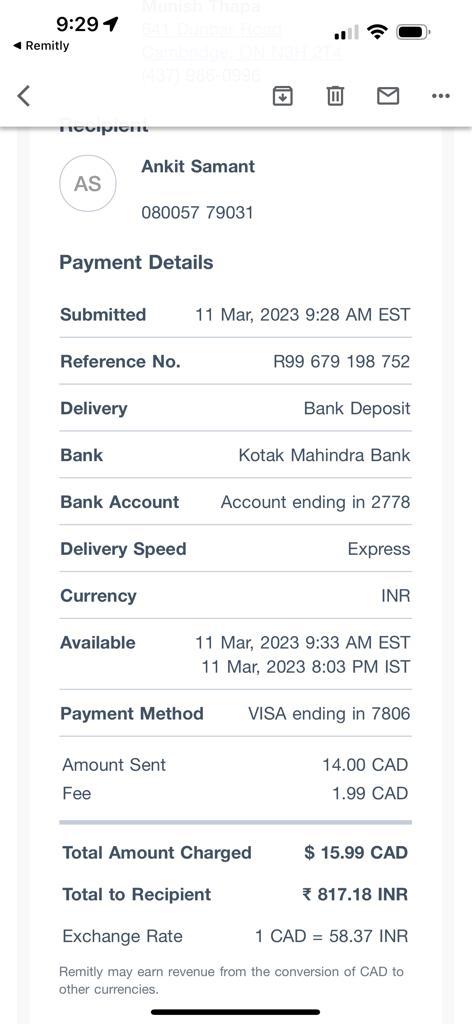 9:29
Munish Thapa
641 Dunbar Road
Cambridge, ON N3H 2T4
(437) 986-0996
◄ Remitly
Recipient
AS
Ankit Samant
080057 79031
Payment Details
Submitted 11 Mar, 2023 9:28 AM EST
Reference No. R99 679 198 752
Delivery Bank Deposit
Bank Kotak Mahindra Bank
Bank Account Account ending in 2778
Delivery Speed Express
Currency INR
Available 11 Mar, 2023 9:33 AM EST
11 Mar, 2023 8:03 PM IST
Payment Method VISA ending in 7806
Amount Sent 14.00 CAD
Fee 1.99 CAD
Total Amount Charged $ 15.99 CAD
Total to Recipient ₹ 817.18 INR
Exchange Rate 1 CAD = 58.37 INR
Remitly may earn revenue from the conversion of CAD to
other currencies.